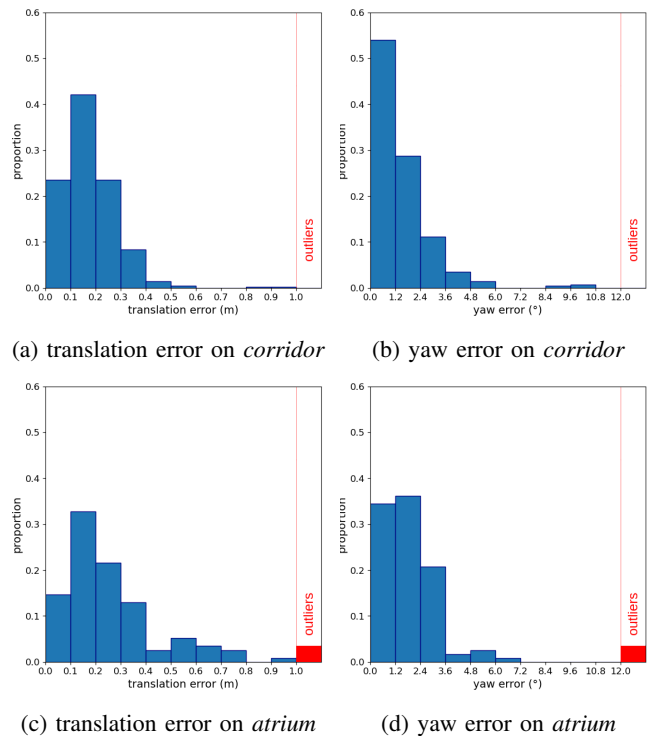 0.6
0.5
0.4
0.3
0.2
0.1
0.0
proportion
0.0 0.1 0.2 0.3 0.4 0.5 0.6 0.7 0.8 0.9 1.0
translation error (m)
outliers
(a) translation error on corridor
0.6
0.5
0.4
0.3
0.2
0.1
0.0
proportion
0.0 1.2 2.4 3.6 4.8 6.0 7.2 8.4 9.6 10.8 12.0
yaw error (°)
outliers
(b) yaw error on corridor
0.6
0.5
0.4
0.3
0.2
0.1
0.0
proportion
0.0 0.1 0.2 0.3 0.4 0.5 0.6 0.7 0.8 0.9 1.0
translation error (m)
outliers
(c) translation error on atrium
0.6
0.5
0.4
0.3
0.2
0.1
0.0
proportion
0.0 1.2 2.4 3.6 4.8 6.0 7.2 8.4 9.6 10.8 12.0
yaw error (°)
outliers
(d) yaw error on atrium